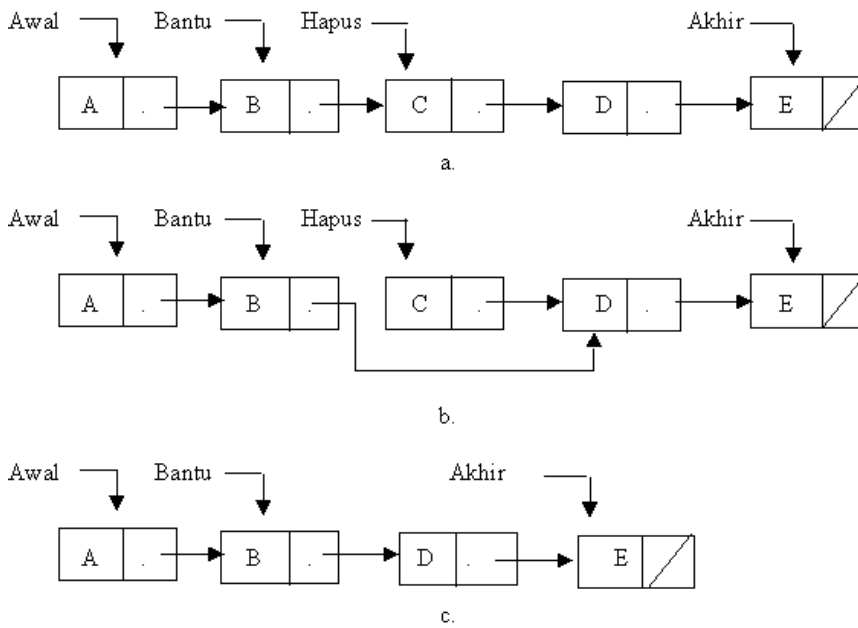 Awal Bantu Hapus Akhir
A . B . C . D . E
a.
Awal Bantu Hapus Akhir
A . B . C . D . E
b.
Awal Bantu Akhir
A . B . D . E
c.